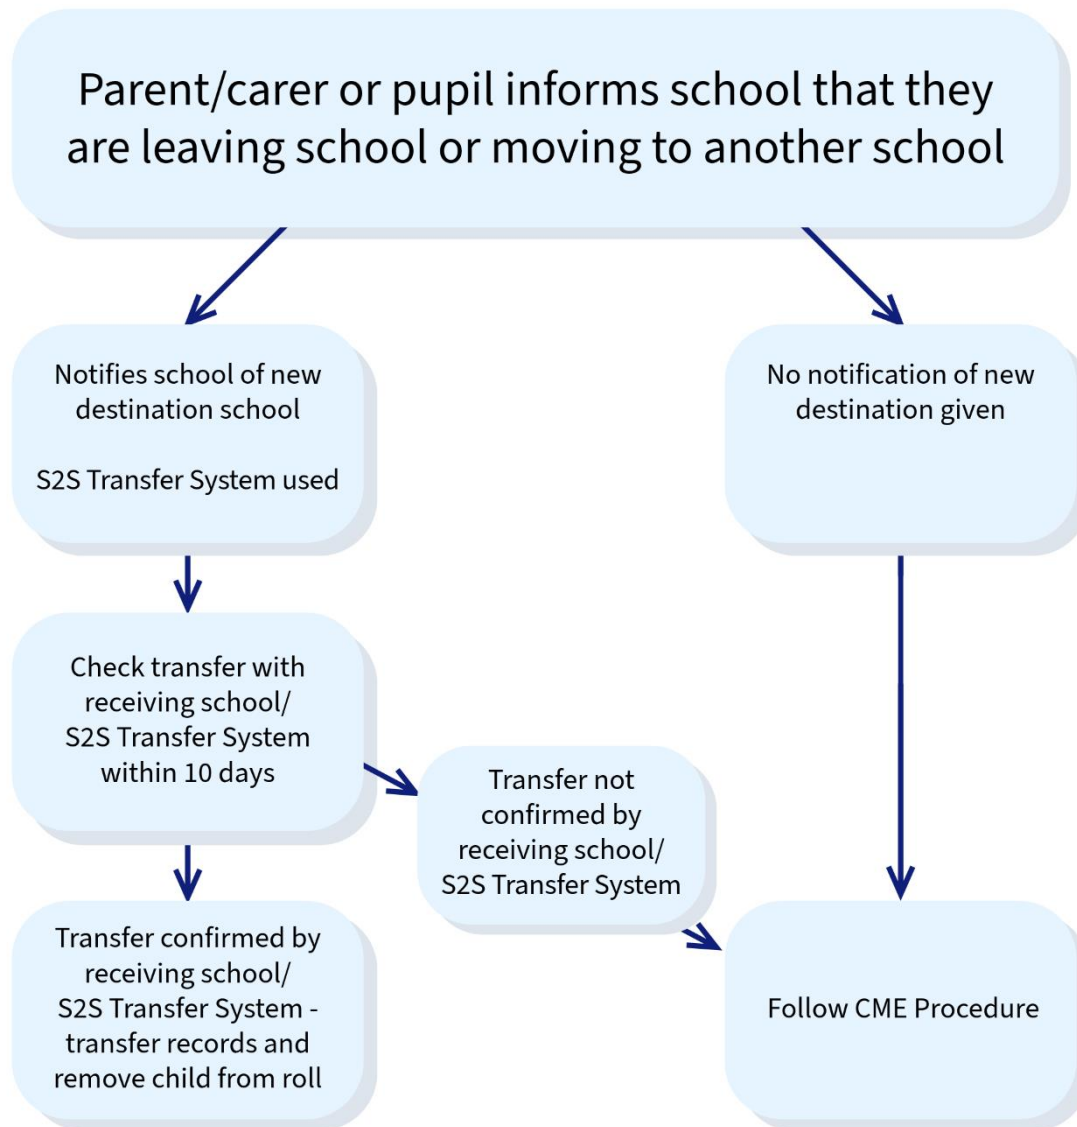 Parent/carer or pupil informs school that they
are leaving school or moving to another school
Notifies school of new
destination school
S2S Transfer System used
No notification of new
destination given
Check transfer with
receiving school/
S2S Transfer System
within 10 days
Transfer not
confirmed by
receiving school/
S2S Transfer System
Transfer confirmed by
receiving school/
S2S Transfer System -
transfer records and
remove child from roll
Follow CME Procedure